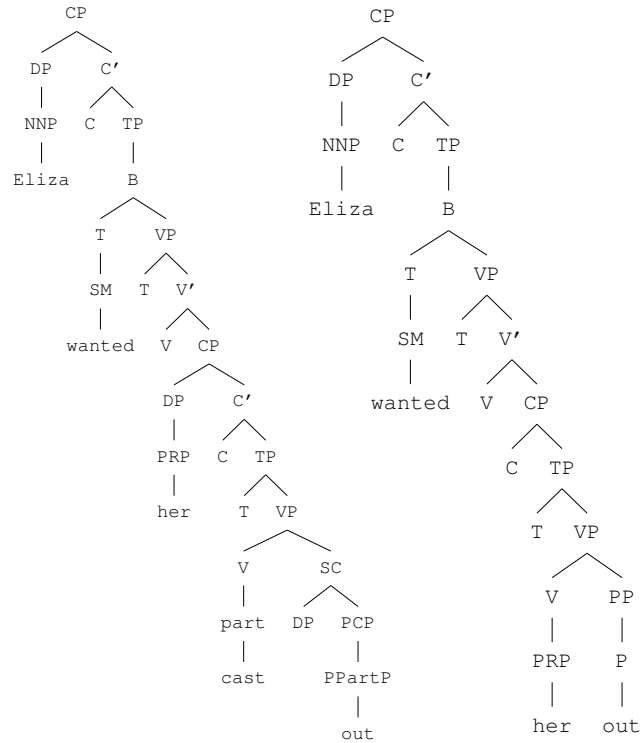 CP CP
DP C' DP C'
NNP C TP NNP C TP
Eliza B Eliza B
T VP T VP
SM T V' SM T V'
wanted V CP wanted V CP
DP C' C TP
PRP C TP T VP
her T VP V PP
V SC PRP P
part DP PCP her out
cast PPartP
out